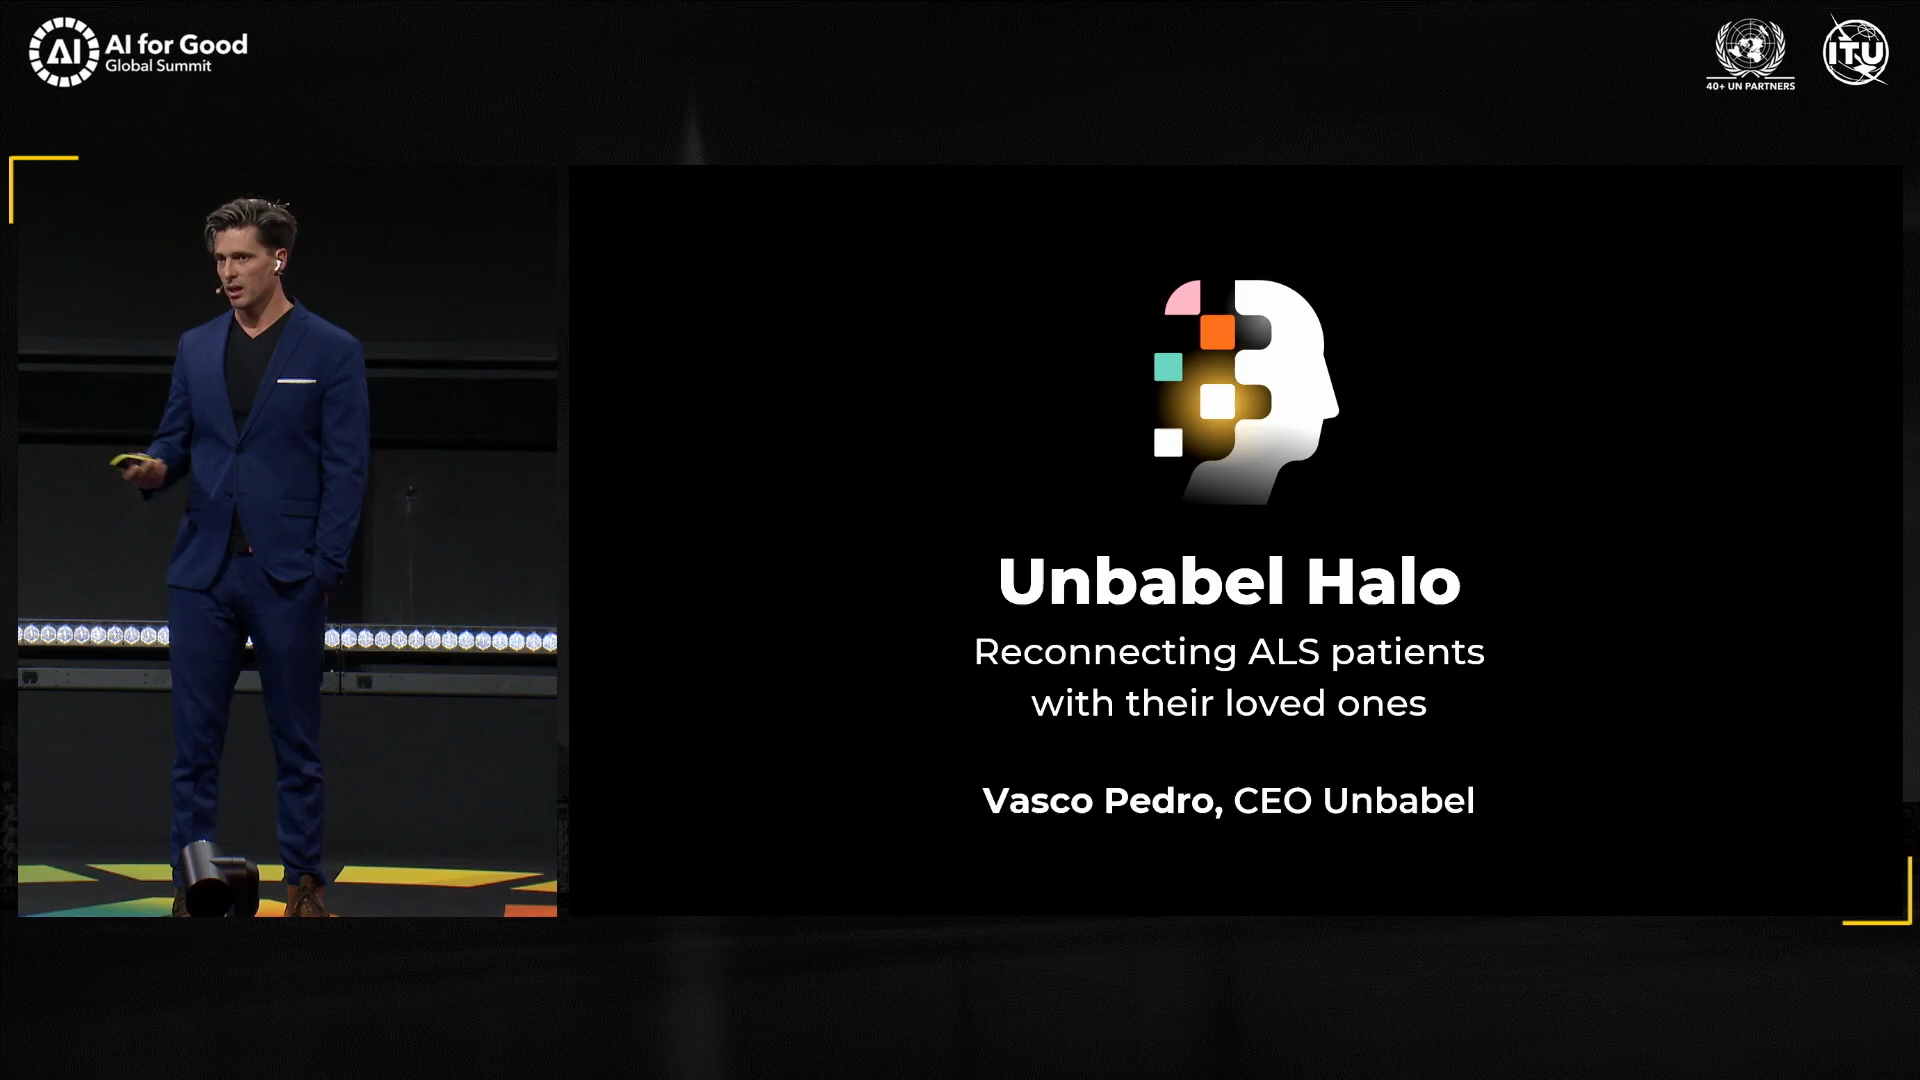 AI
AI for Good
Global Summit
40+ UN PARTNERS
ITU
Unbabel Halo
Reconnecting ALS patients
with their loved ones
Vasco Pedro, CEO Unbabel